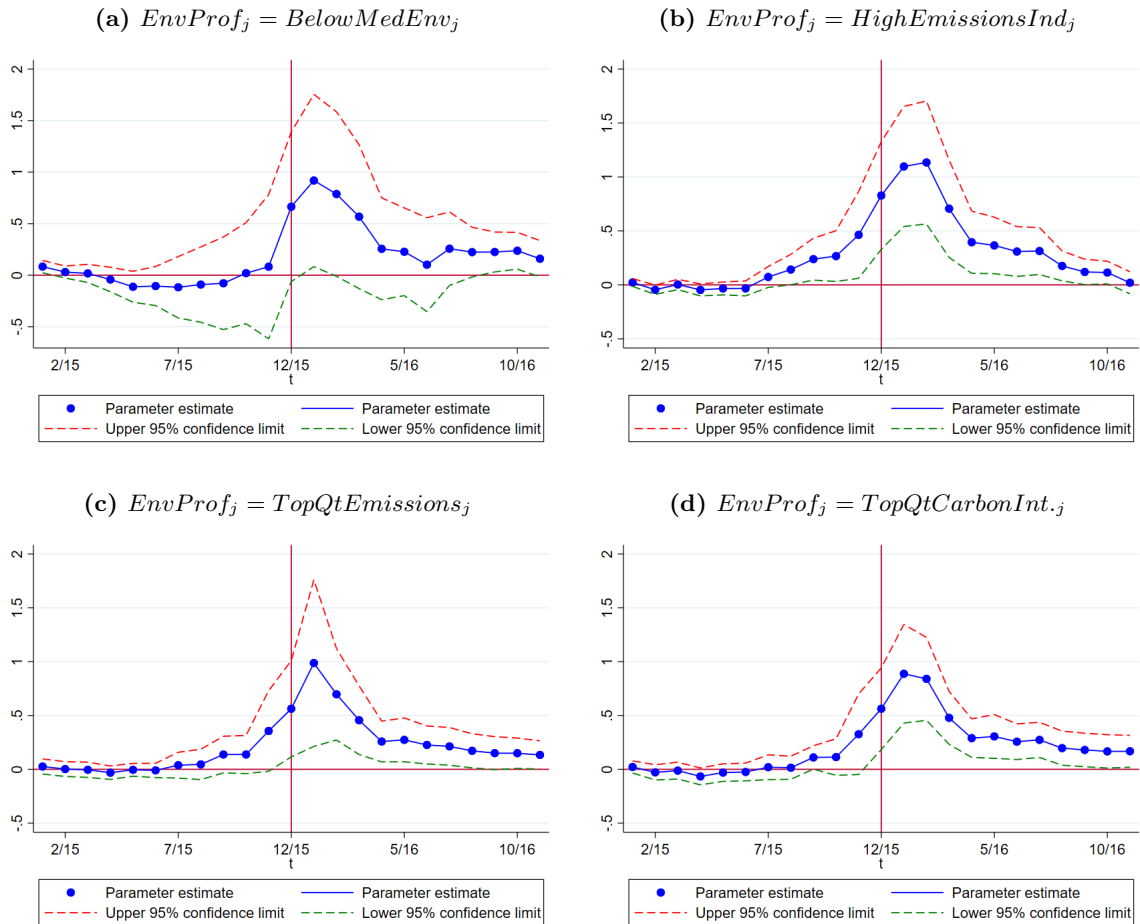 (a) EnvProf_j = BelowMedEnv_j
2
1.5
1
.5
0
-.5
2/15 7/15 12/15 5/16 10/16
t
Parameter estimate Parameter estimate
Upper 95% confidence limit Lower 95% confidence limit
(b) EnvProf_j = HighEmissionsInd_j
2
1.5
1
.5
0
-.5
2/15 7/15 12/15 5/16 10/16
t
Parameter estimate Parameter estimate
Upper 95% confidence limit Lower 95% confidence limit
(c) EnvProf_j = TopQtEmissions_j
2
1.5
1
.5
0
-.5
2/15 7/15 12/15 5/16 10/16
t
Parameter estimate Parameter estimate
Upper 95% confidence limit Lower 95% confidence limit
(d) EnvProf_j = TopQtCarbonInt._j
2
1.5
1
.5
0
-.5
2/15 7/15 12/15 5/16 10/16
t
Parameter estimate Parameter estimate
Upper 95% confidence limit Lower 95% confidence limit